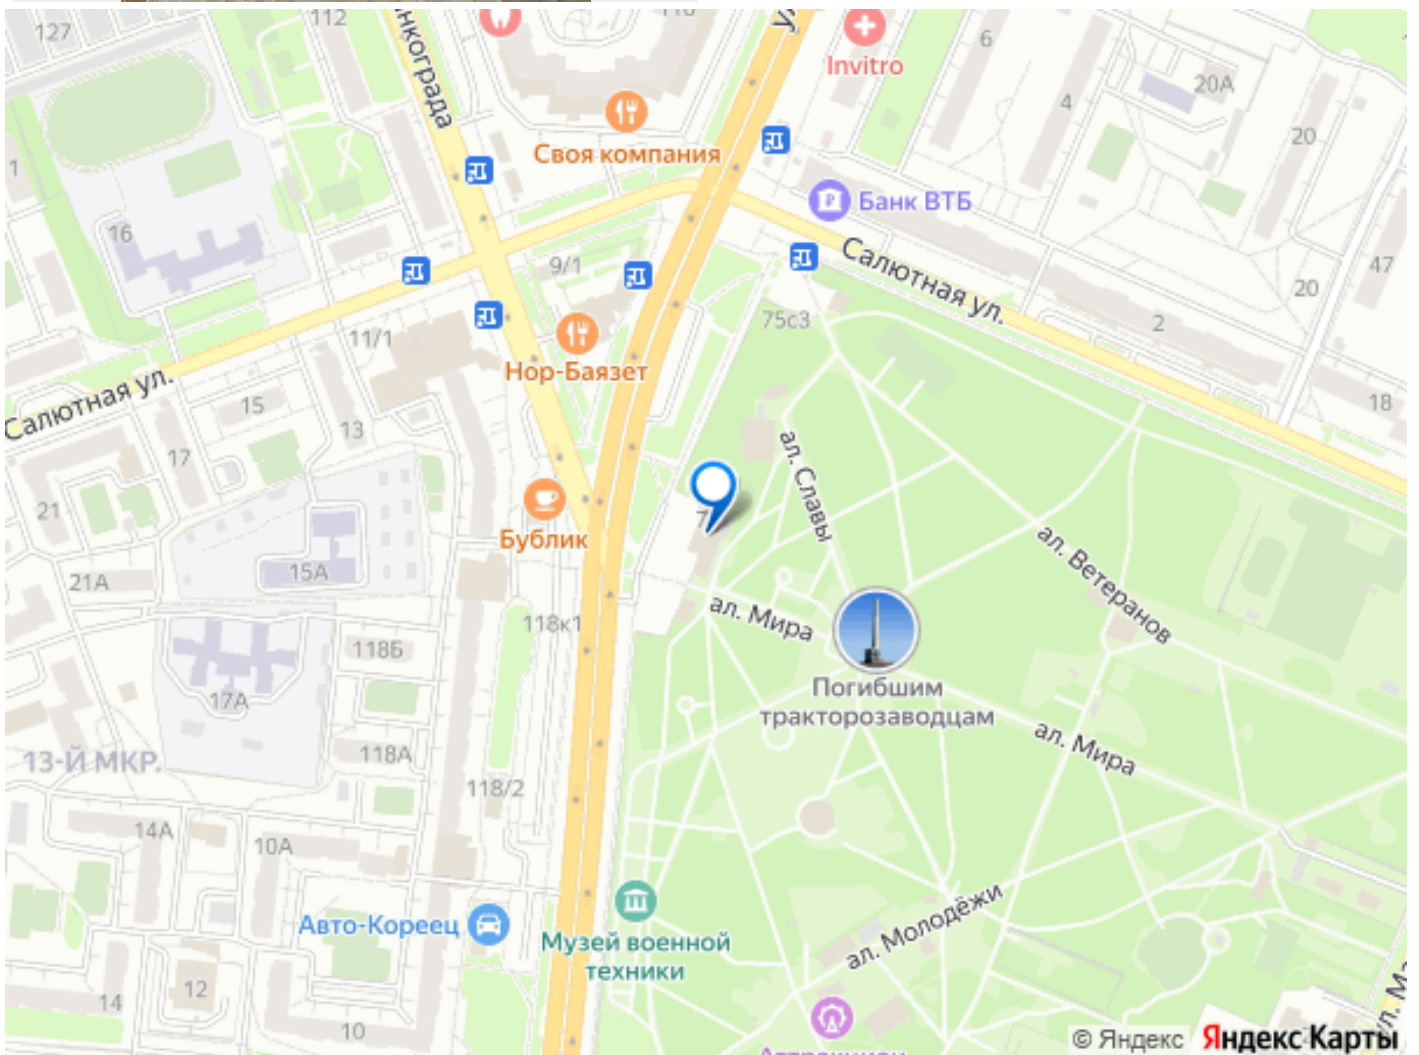 127
112
нкограда
Invitro
6
20А
4
20
1
Своя компания
Банк ВТБ
16
9/1
Салютная ул.
47
20
75с3
2
11/1
Нор-Баязет
Салютная ул.
15
13
18
17
21
ал. Славы
Бублик
ал. Ветеранов
15А
21А
ал. Мира
118к1
118Б
Погибшим
тракторозаводцам
17А
ал. Мира
118А
13-Й МКР.
118/2
14А
10А
ал. Молодёжи
Авто-Кореец
Музей военной
техники
14
12
10
© Яндекс
Яндекс Карты